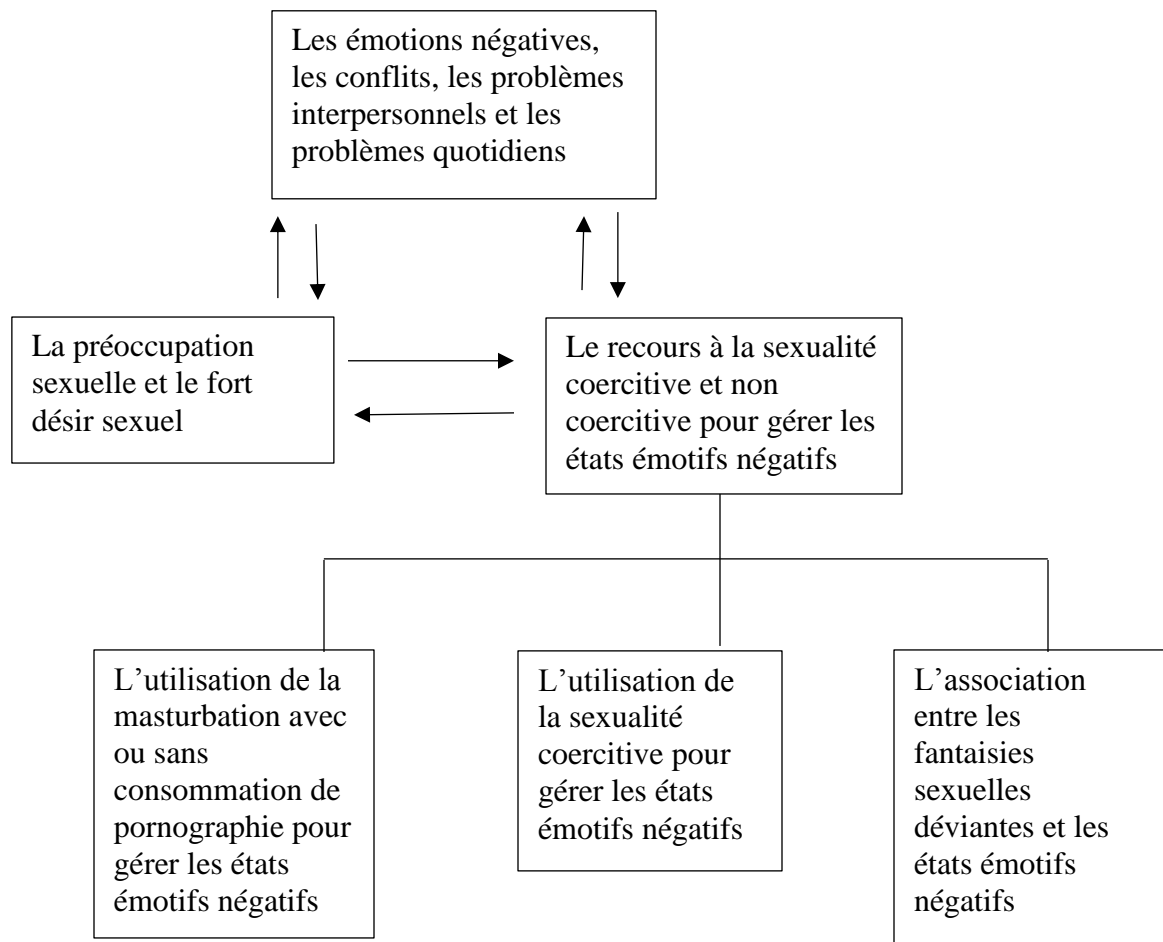 Les émotions négatives,
les conflits, les problèmes
interpersonnels et les
problèmes quotidiens
La préoccupation
sexuelle et le fort
désir sexuel
Le recours à la sexualité
coercitive et non
coercitive pour gérer les
états émotifs négatifs
L’utilisation de la
masturbation avec
ou sans
consommation de
pornographie pour
gérer les états
émotifs négatifs
L’utilisation de
la sexualité
coercitive pour
gérer les états
émotifs négatifs
L’association
entre les
fantaisies
sexuelles
déviantes et les
états émotifs
négatifs